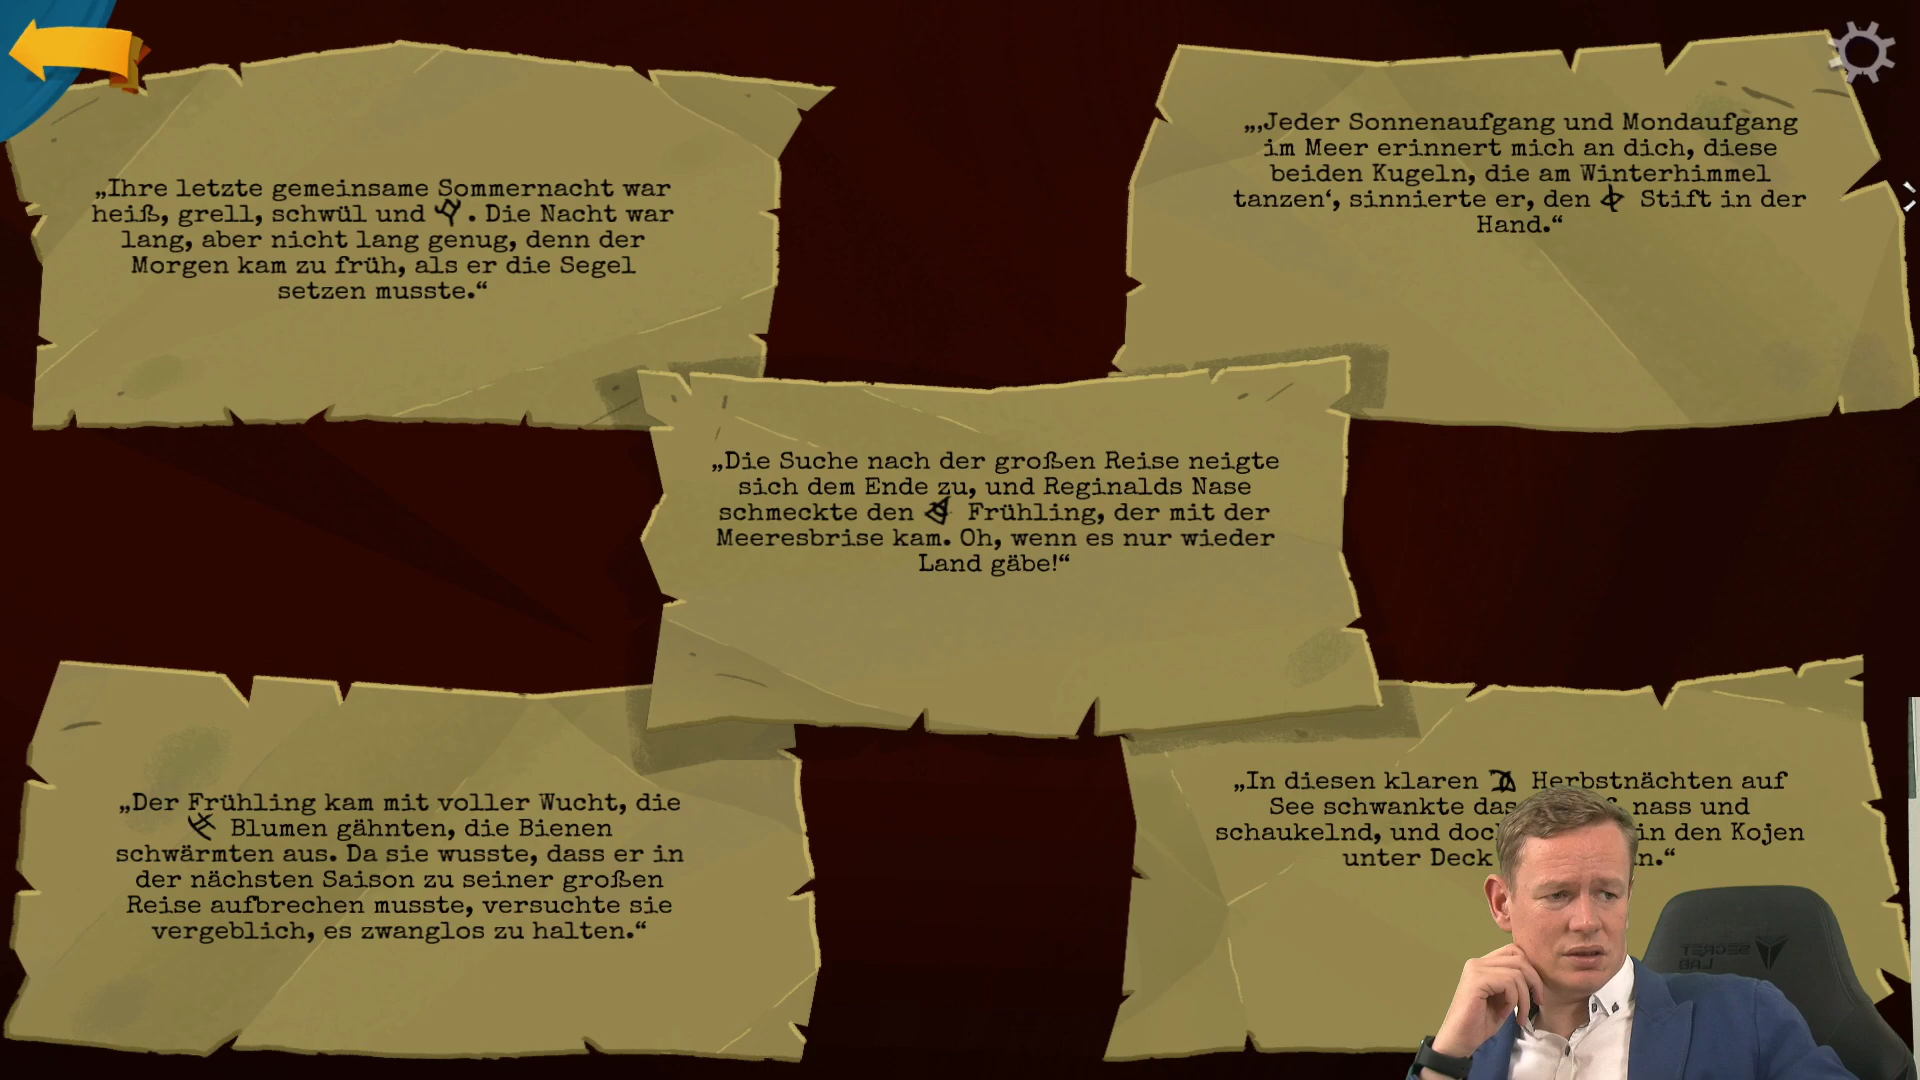 „Ihre letzte gemeinsame Sommernacht war
heiß, grell, schwül und . Die Nacht war
lang, aber nicht lang genug, denn der
Morgen kam zu früh, als er die Segel
setzen musste.“
„‚Jeder Sonnenaufgang und Mondaufgang
im Meer erinnert mich an dich, diese
beiden Kugeln, die am Winterhimmel
tanzen‘, sinnierte er, den Stift in der
Hand.“
„Die Suche nach der großen Reise neigte
sich dem Ende zu, und Reginalds Nase
schmeckte den Frühling, der mit der
Meeresbrise kam. Oh, wenn es nur wieder
Land gäbe!“
„Der Frühling kam mit voller Wucht, die
Blumen gähnten, die Bienen
schwärmten aus. Da sie wusste, dass er in
der nächsten Saison zu seiner großen
Reise aufbrechen musste, versuchte sie
vergeblich, es zwanglos zu halten.“
„In diesen klaren Herbstnächten auf
See schwankte das nass und
schaukelnd, und in den Kojen
unter Deck
SECRET
LAB